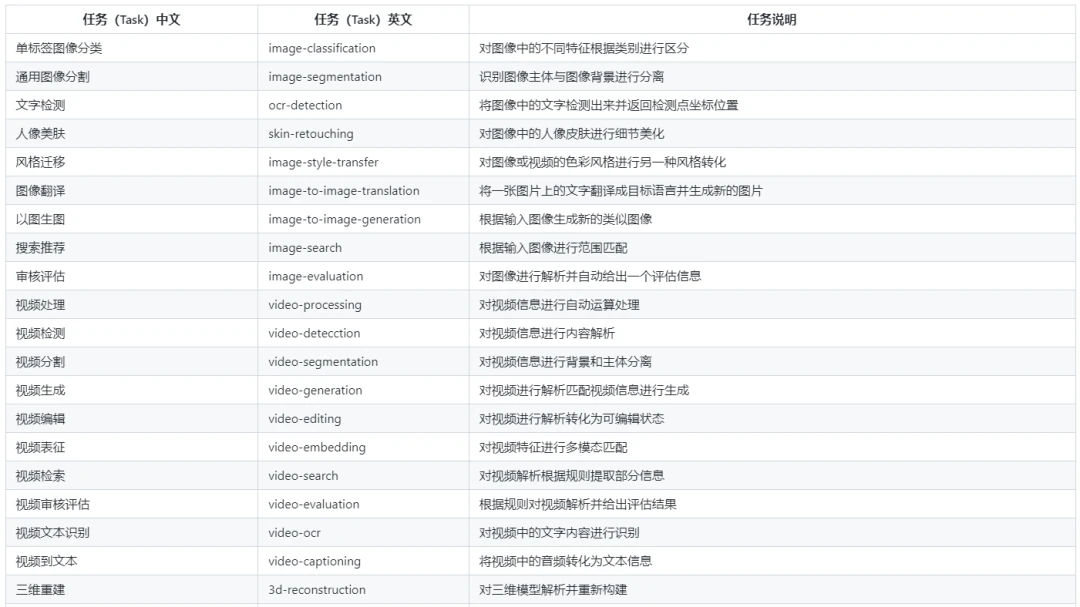 任务（Task）中文 任务（Task）英文 任务说明
单标签图像分类 image-classification 对图像中的不同特征根据类别进行区分
通用图像分割 image-segmentation 识别图像主体与图像背景进行分离
文字检测 ocr-detection 将图像中的文字检测出来并返回检测点坐标位置
人像美肤 skin-retouching 对图像中的人像皮肤进行细节美化
风格迁移 image-style-transfer 对图像或视频的色彩风格进行另一种风格转化
图像翻译 image-to-image-translation 将一张图片上的文字翻译成目标语言并生成新的图片
以图生图 image-to-image-generation 根据输入图像生成新的类似图像
搜索推荐 image-search 根据输入图像进行范围匹配
审核评估 image-evaluation 对图像进行解析并自动给出一个评估信息
视频处理 video-processing 对视频信息进行自动运算处理
视频检测 video-detecction 对视频信息进行内容解析
视频分割 video-segmentation 对视频信息进行背景和主体分离
视频生成 video-generation 对视频进行解析匹配视频信息进行生成
视频编辑 video-editing 对视频进行解析转化为可编辑状态
视频表征 video-embedding 对视频特征进行多模态匹配
视频检索 video-search 对视频解析根据规则提取部分信息
视频审核评估 video-evaluation 根据规则对视频解析并给出评估结果
视频文本识别 video-ocr 对视频中的文字内容进行识别
视频到文本 video-captioning 将视频中的音频转化为文本信息
三维重建 3d-reconstruction 对三维模型解析并重新构建